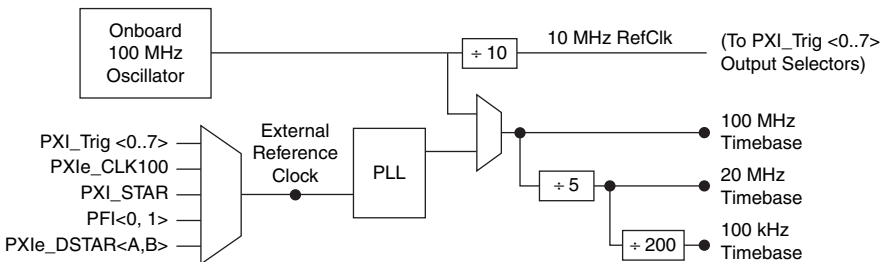 Onboard
100 MHz
Oscillator
÷ 10
10 MHz RefClk
(To PXI_Trig <0..7>
Output Selectors)
PXI_Trig <0..7>
PXIe_CLK100
PXI_STAR
PFI<0, 1>
PXIe_DSTAR<A,B>
External
Reference
Clock
PLL
100 MHz
Timebase
÷ 5
20 MHz
Timebase
÷ 200
100 kHz
Timebase